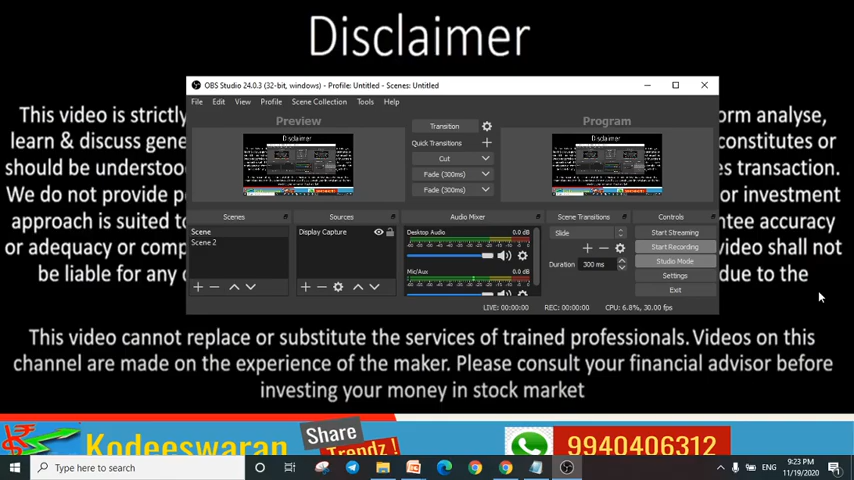 Disclaimer
OBS Studio 24.0.3 (32-bit, windows) - Profile: Untitled - Scenes: Untitled
File Edit View Profile Scene Collection Tools Help
This video is strictly
orm analyse,
learn & discuss gene
constitutes or
should be understoo
es transaction.
We do not provide p
or investment
approach is suited to
ntee accuracy
or adequacy or comp
video shall not
be liable for any
due to the
Preview
Transition
Program
Quick Transitions
Cut
Fade (300ms)
Fade (300ms)
Scenes
Sources
Audio Mixer
Scene Transitions
Controls
Scene
Scene 2
Display Capture
Desktop Audio 0.0 dB
Mic/Aux 0.0 dB
Slide
Duration 300 ms
Start Streaming
Start Recording
Studio Mode
Settings
Exit
LIVE: 00:00:00 REC: 00:00:00 CPU: 6.8%, 30.00 fps
This video cannot replace or substitute the services of trained professionals. Videos on this
channel are made on the experience of the maker. Please consult your financial advisor before
investing your money in stock market
Kodeeswaran Share
Trendz !
9940406312
Type here to search
ENG
9:23 PM
11/19/2020